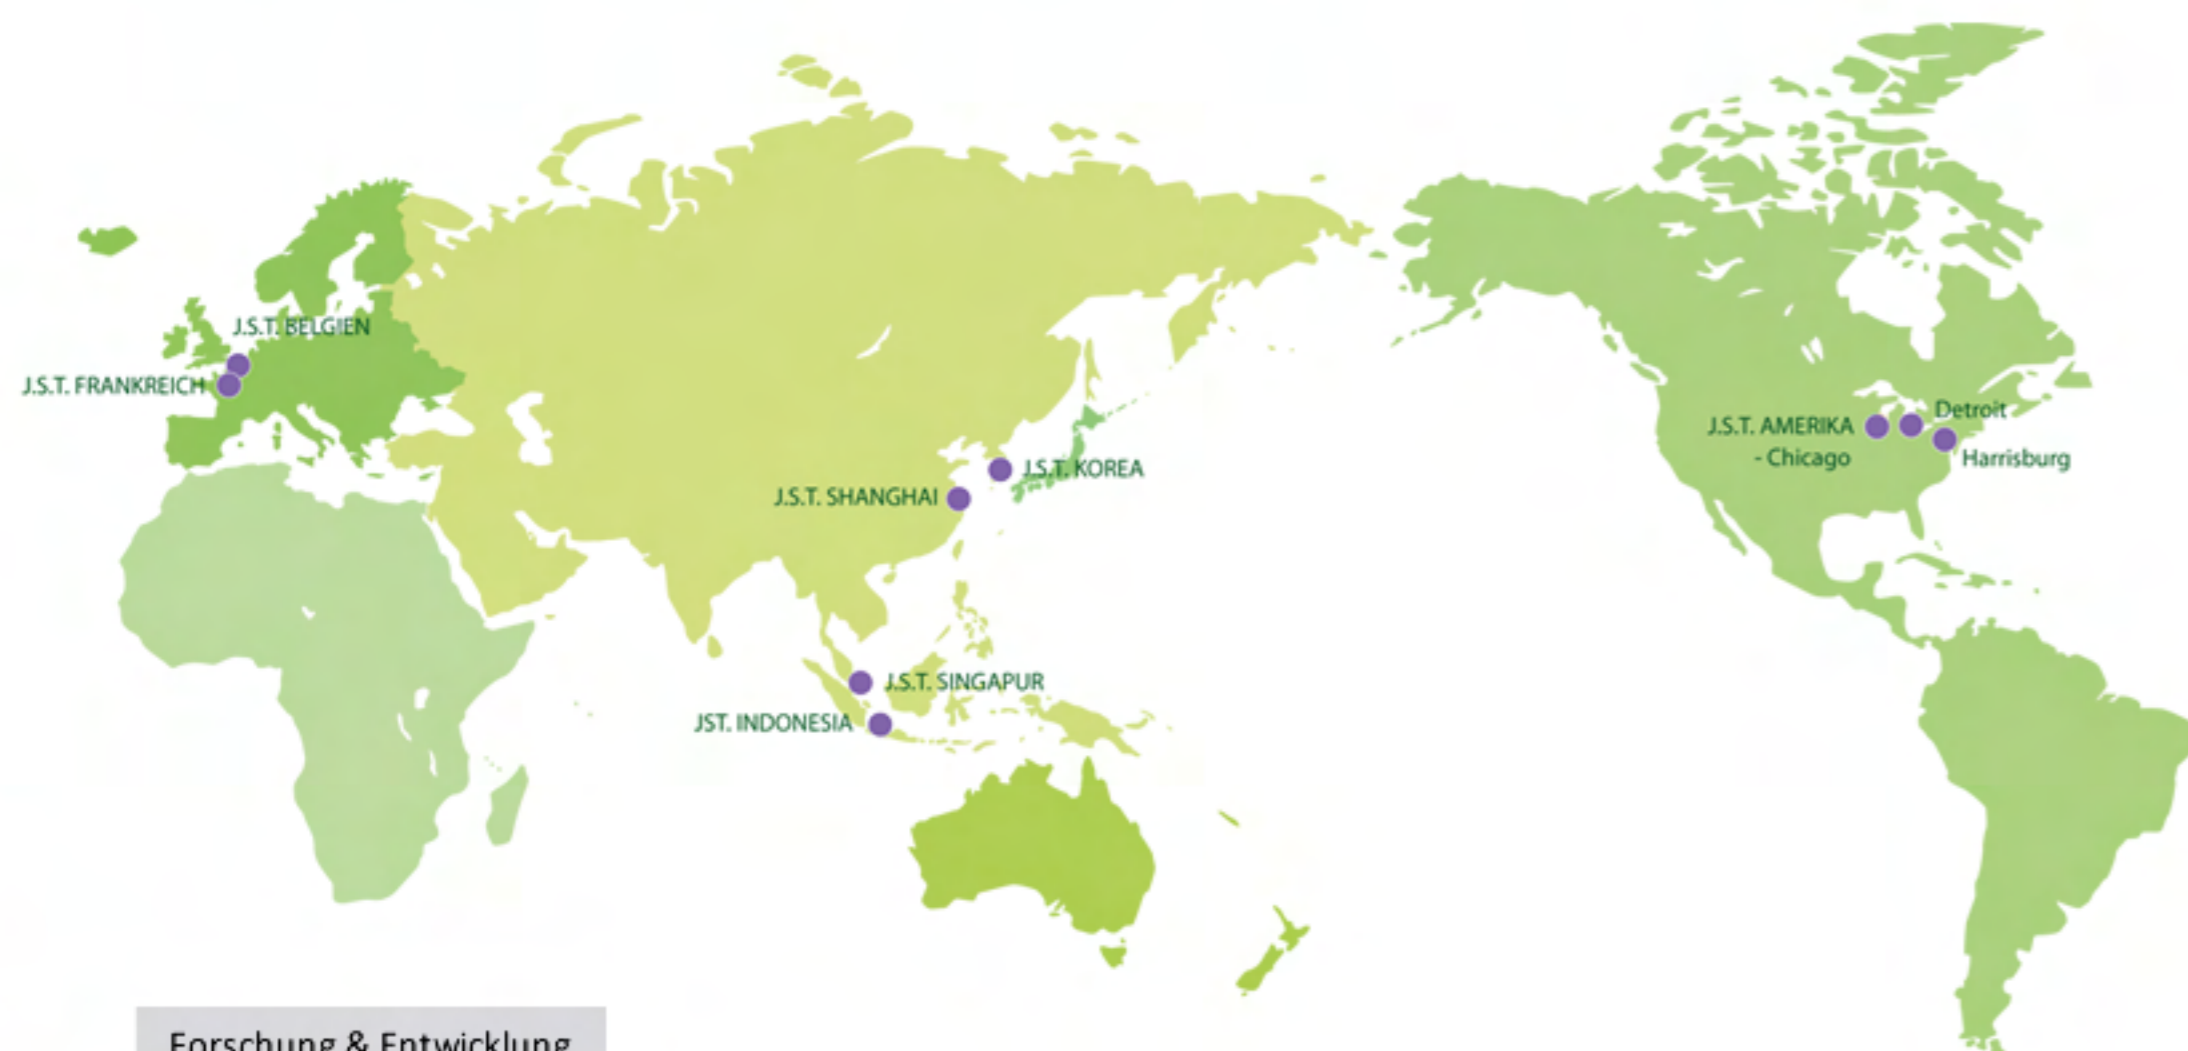 J.S.T. BELGIEN
J.S.T. FRANKREICH
J.S.T. AMERIKA
- Chicago
Detroit
Harrisburg
J.S.T. KOREA
J.S.T. SHANGHAI
J.S.T. SINGAPUR
JST. INDONESIA
Forschung & Entwicklung